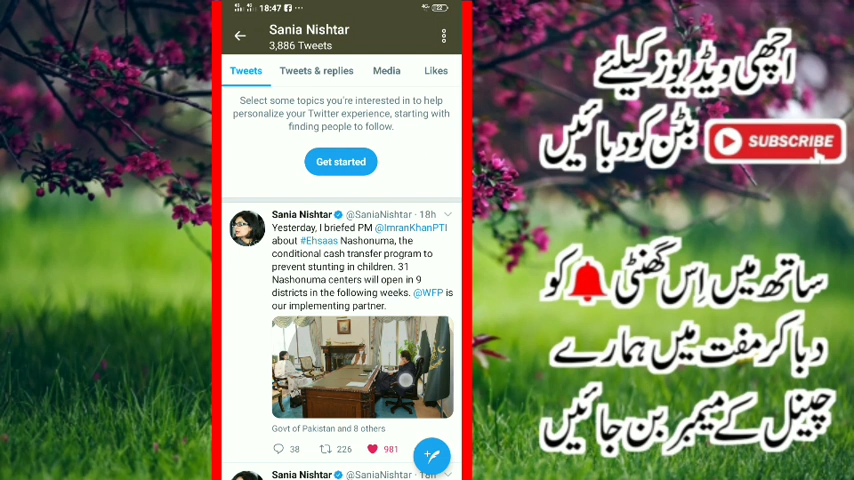 18:47
Sania Nishtar
3,886 Tweets
Tweets Tweets & replies Media Likes
Select some topics you're interested in to help
personalize your Twitter experience, starting with
finding people to follow.
Get started
Sania Nishtar @SaniaNishtar · 18h
Yesterday, I briefed PM @ImranKhanPTI
about #Ehsaas Nashonuma, the
conditional cash transfer program to
prevent stunting in children. 31
Nashonuma centers will open in 9
districts in the following weeks. @WFP is
our implementing partner.
Govt of Pakistan and 8 others
38 226 981
Sania Nishtar @SaniaNishtar · 18h
اچھی ویڈیوز کیلئے
بٹن کو دبائیں SUBSCRIBE
ساتھ میں اِس گھنٹی کو
دبا کر مفت میں ہمارے
چینل کے میمبر بن جائیں